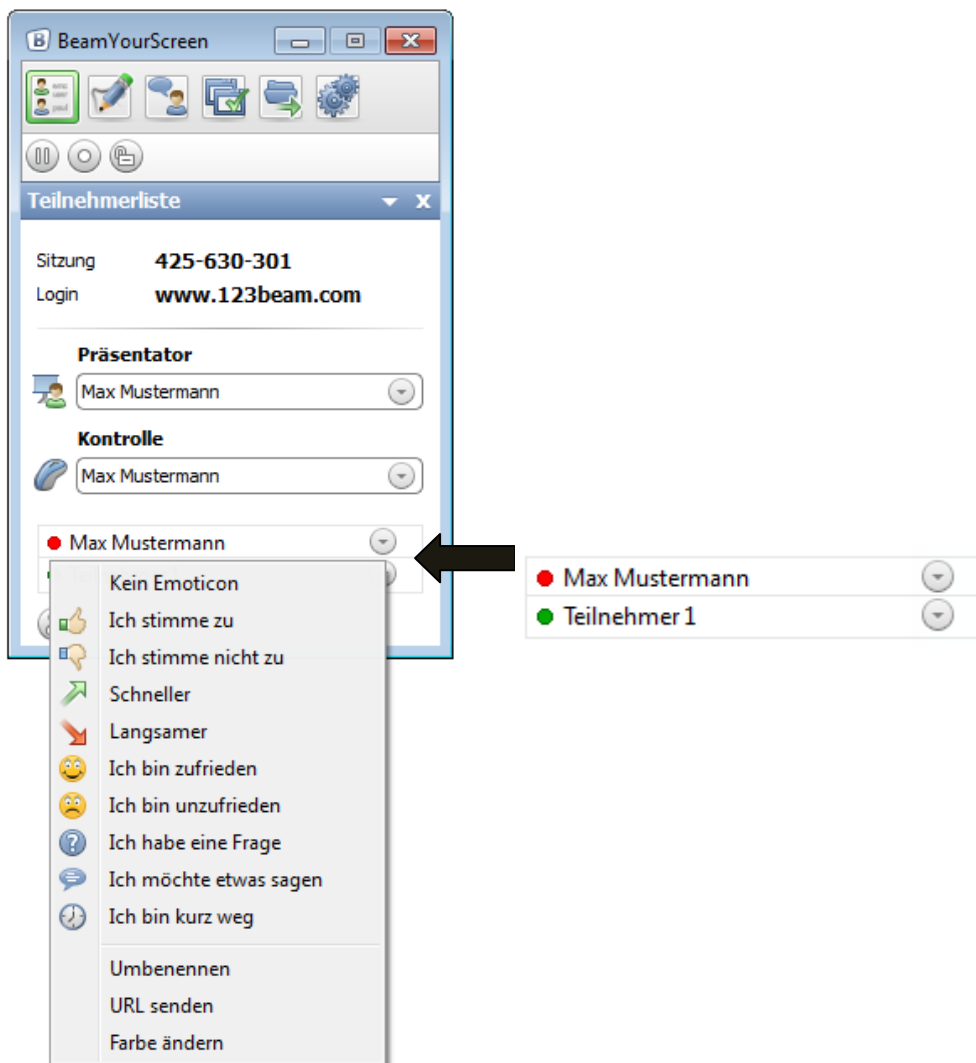 BeamYourScreen
Teilnehmerliste
Sitzung 425-630-301
Login www.123beam.com
Präsentator
Max Mustermann
Kontrolle
Max Mustermann
Max Mustermann
Kein Emoticon
Ich stimme zu
Ich stimme nicht zu
Schneller
Langsamer
Ich bin zufrieden
Ich bin unzufrieden
Ich habe eine Frage
Ich möchte etwas sagen
Ich bin kurz weg
Umbenennen
URL senden
Farbe ändern
Max Mustermann
Teilnehmer 1